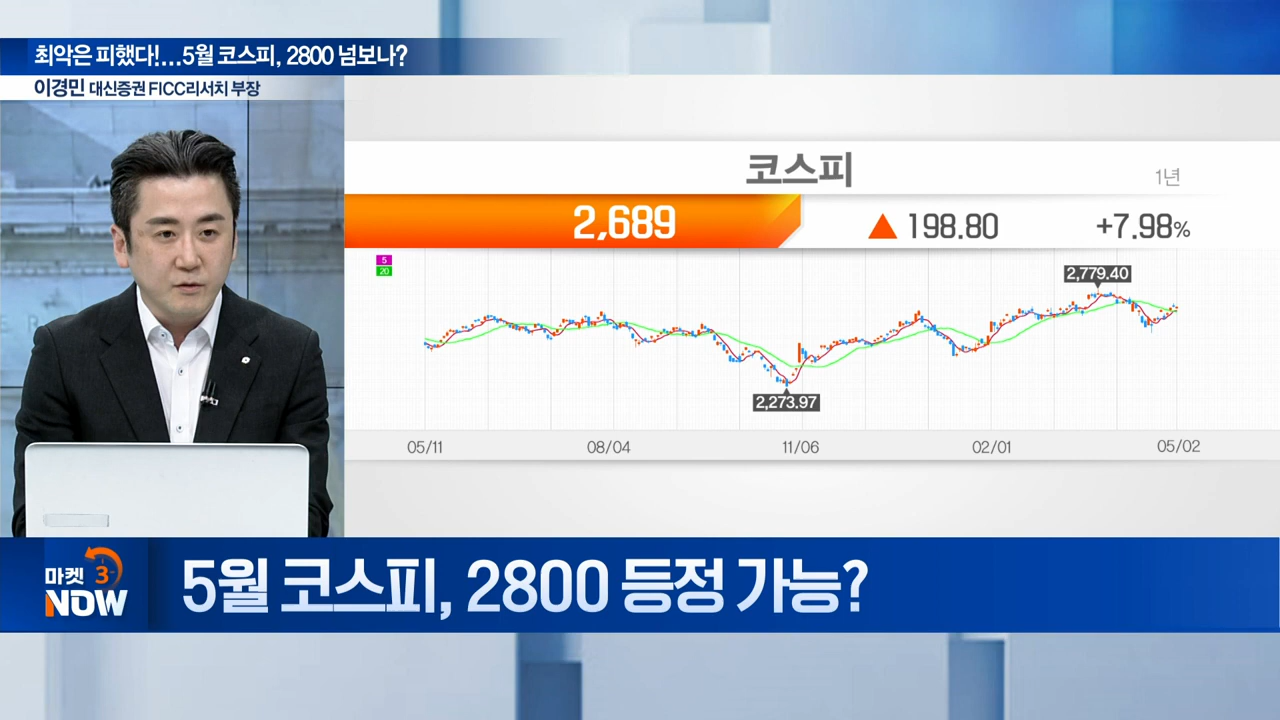 최악은 피했다!...5월 코스피, 2800 넘보나?
이경민 대신증권 FICC리서치 부장
코스피
1년
2,689 ▲ 198.80 +7.98%
5
20
2,779.40
2,273.97
05/11 08/04 11/06 02/01 05/02
마켓 3
NOW
5월 코스피, 2800 등정 가능?